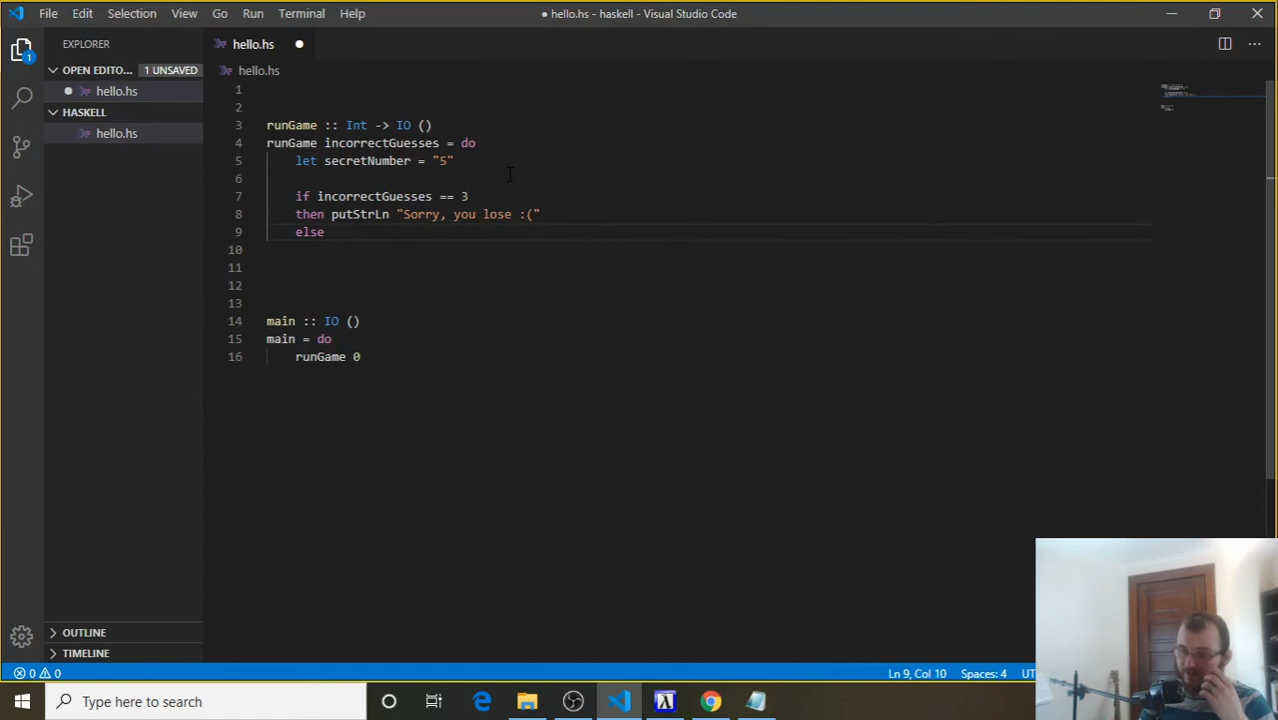 File Edit Selection View Go Run Terminal Help ● hello.hs - haskell - Visual Studio Code
EXPLORER
OPEN EDITO... 1 UNSAVED
hello.hs
HASKELL
hello.hs
OUTLINE
TIMELINE
hello.hs
hello.hs
1
2
3 runGame :: Int -> IO ()
4 runGame incorrectGuesses = do
5 let secretNumber = "5"
6
7 if incorrectGuesses == 3
8 then putStrLn "Sorry, you lose :("
9 else
10
11
12
13
14 main :: IO ()
15 main = do
16 runGame 0
0 0 Ln 9, Col 10 Spaces: 4 UT
Type here to search